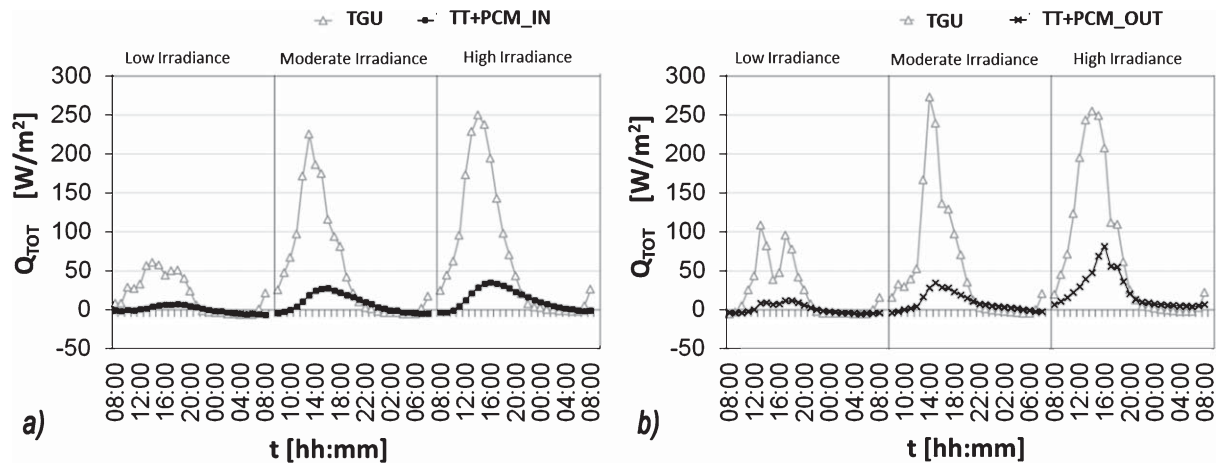 TGU TT+PCM_IN
Low Irradiance Moderate Irradiance High Irradiance
300
250
200
150
100
50
0
-50
QTOT [W/m²]
08:00 12:00 16:00 20:00 00:00 04:00 08:00 10:00 14:00 18:00 22:00 02:00 06:00 08:00 12:00 16:00 20:00 00:00 04:00 08:00
a)
t [hh:mm]
TGU TT+PCM_OUT
Low Irradiance Moderate Irradiance High Irradiance
300
250
200
150
100
50
0
-50
QTOT [W/m²]
08:00 12:00 16:00 20:00 00:00 04:00 08:00 10:00 14:00 18:00 22:00 02:00 06:00 08:00 12:00 16:00 20:00 00:00 04:00 08:00
b)
t [hh:mm]